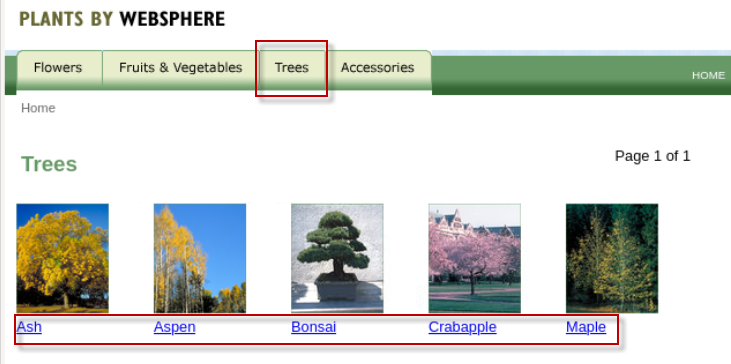 PLANTS BY WEBSPHERE
Flowers Fruits & Vegetables Trees Accessories
HOME
Home
Page 1 of 1
Trees
Ash Aspen Bonsai Crabapple Maple